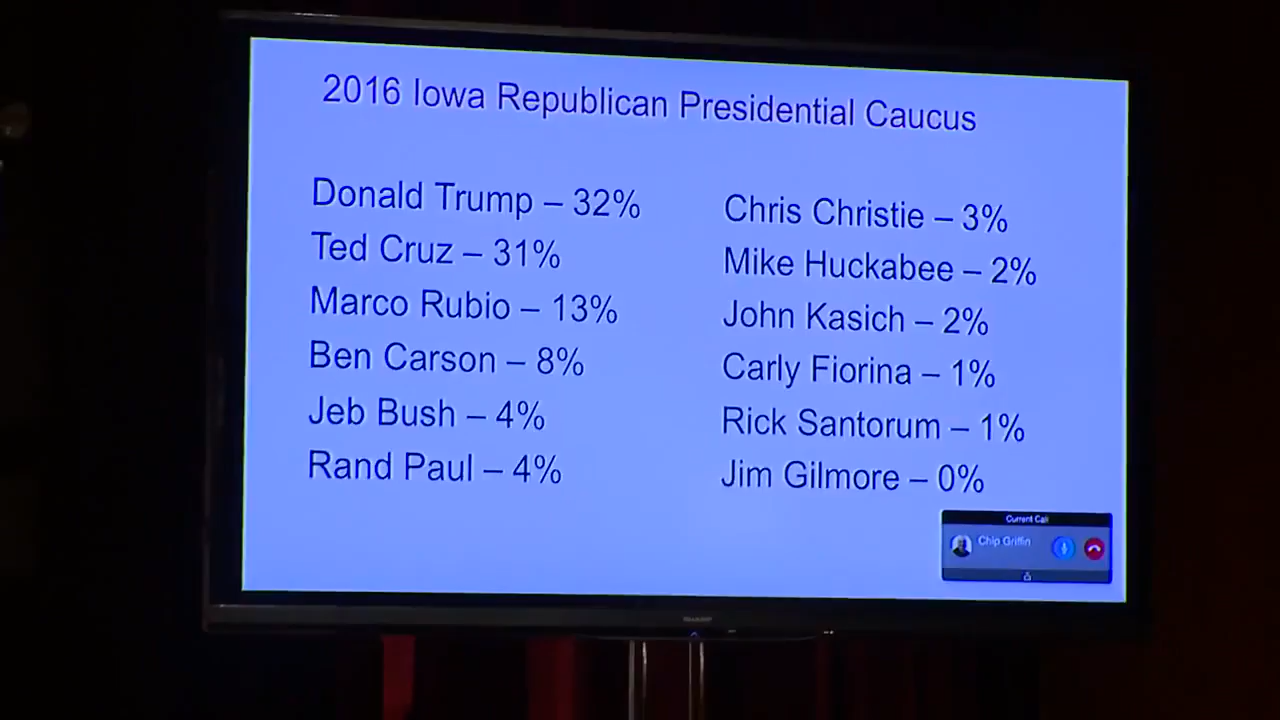 2016 Iowa Republican Presidential Caucus
Donald Trump – 32%
Ted Cruz – 31%
Marco Rubio – 13%
Ben Carson – 8%
Jeb Bush – 4%
Rand Paul – 4%
Chris Christie – 3%
Mike Huckabee – 2%
John Kasich – 2%
Carly Fiorina – 1%
Rick Santorum – 1%
Jim Gilmore – 0%
Current Call
Chip Griffin
SHARP